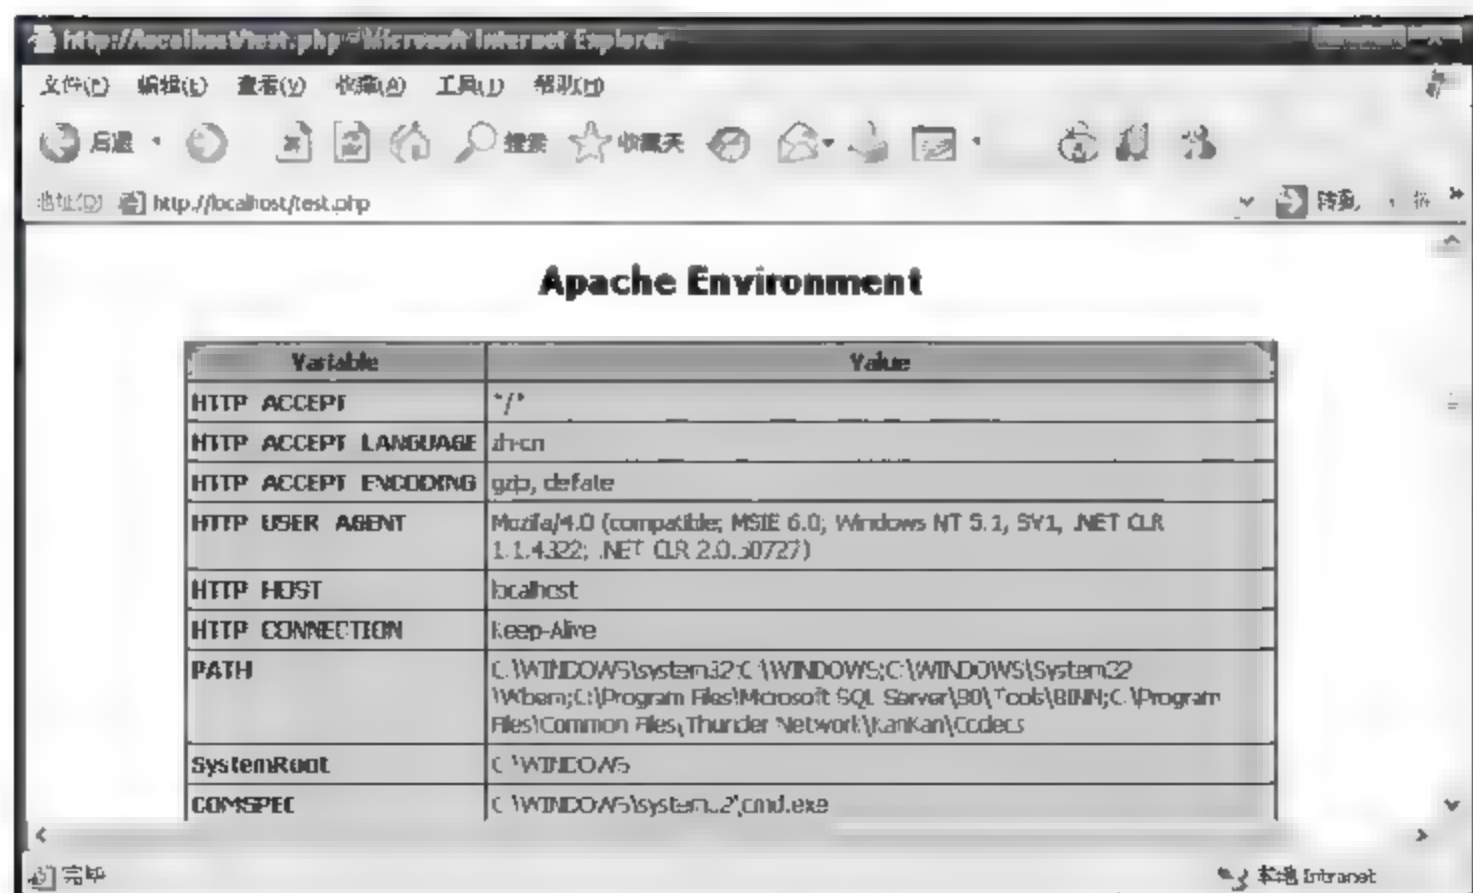 http://localhost/test.php - Microsoft Internet Explorer
文件(F) 编辑(E) 查看(V) 收藏(A) 工具(T) 帮助(H)
后退 搜索 收藏夹
地址(D) http://localhost/test.php 转到
Apache Environment
Variable Value
HTTP_ACCEPT */*
HTTP_ACCEPT_LANGUAGE zh-cn
HTTP_ACCEPT_ENCODING gzip, deflate
HTTP_USER_AGENT Mozilla/4.0 (compatible; MSIE 6.0; Windows NT 5.1; SV1; .NET CLR
1.1.4322; .NET CLR 2.0.50727)
HTTP_HOST localhost
HTTP_CONNECTION Keep-Alive
PATH C:\WINDOWS\system32;C:\WINDOWS;C:\WINDOWS\System32
\Wbem;C:\Program Files\Microsoft SQL Server\80\Tools\BINN;C:\Program
Files\Common Files\Thunder Network\KanKan\Codecs
SystemRoot C:\WINDOWS
COMSPEC C:\WINDOWS\system32\cmd.exe
完毕 本地 Intranet